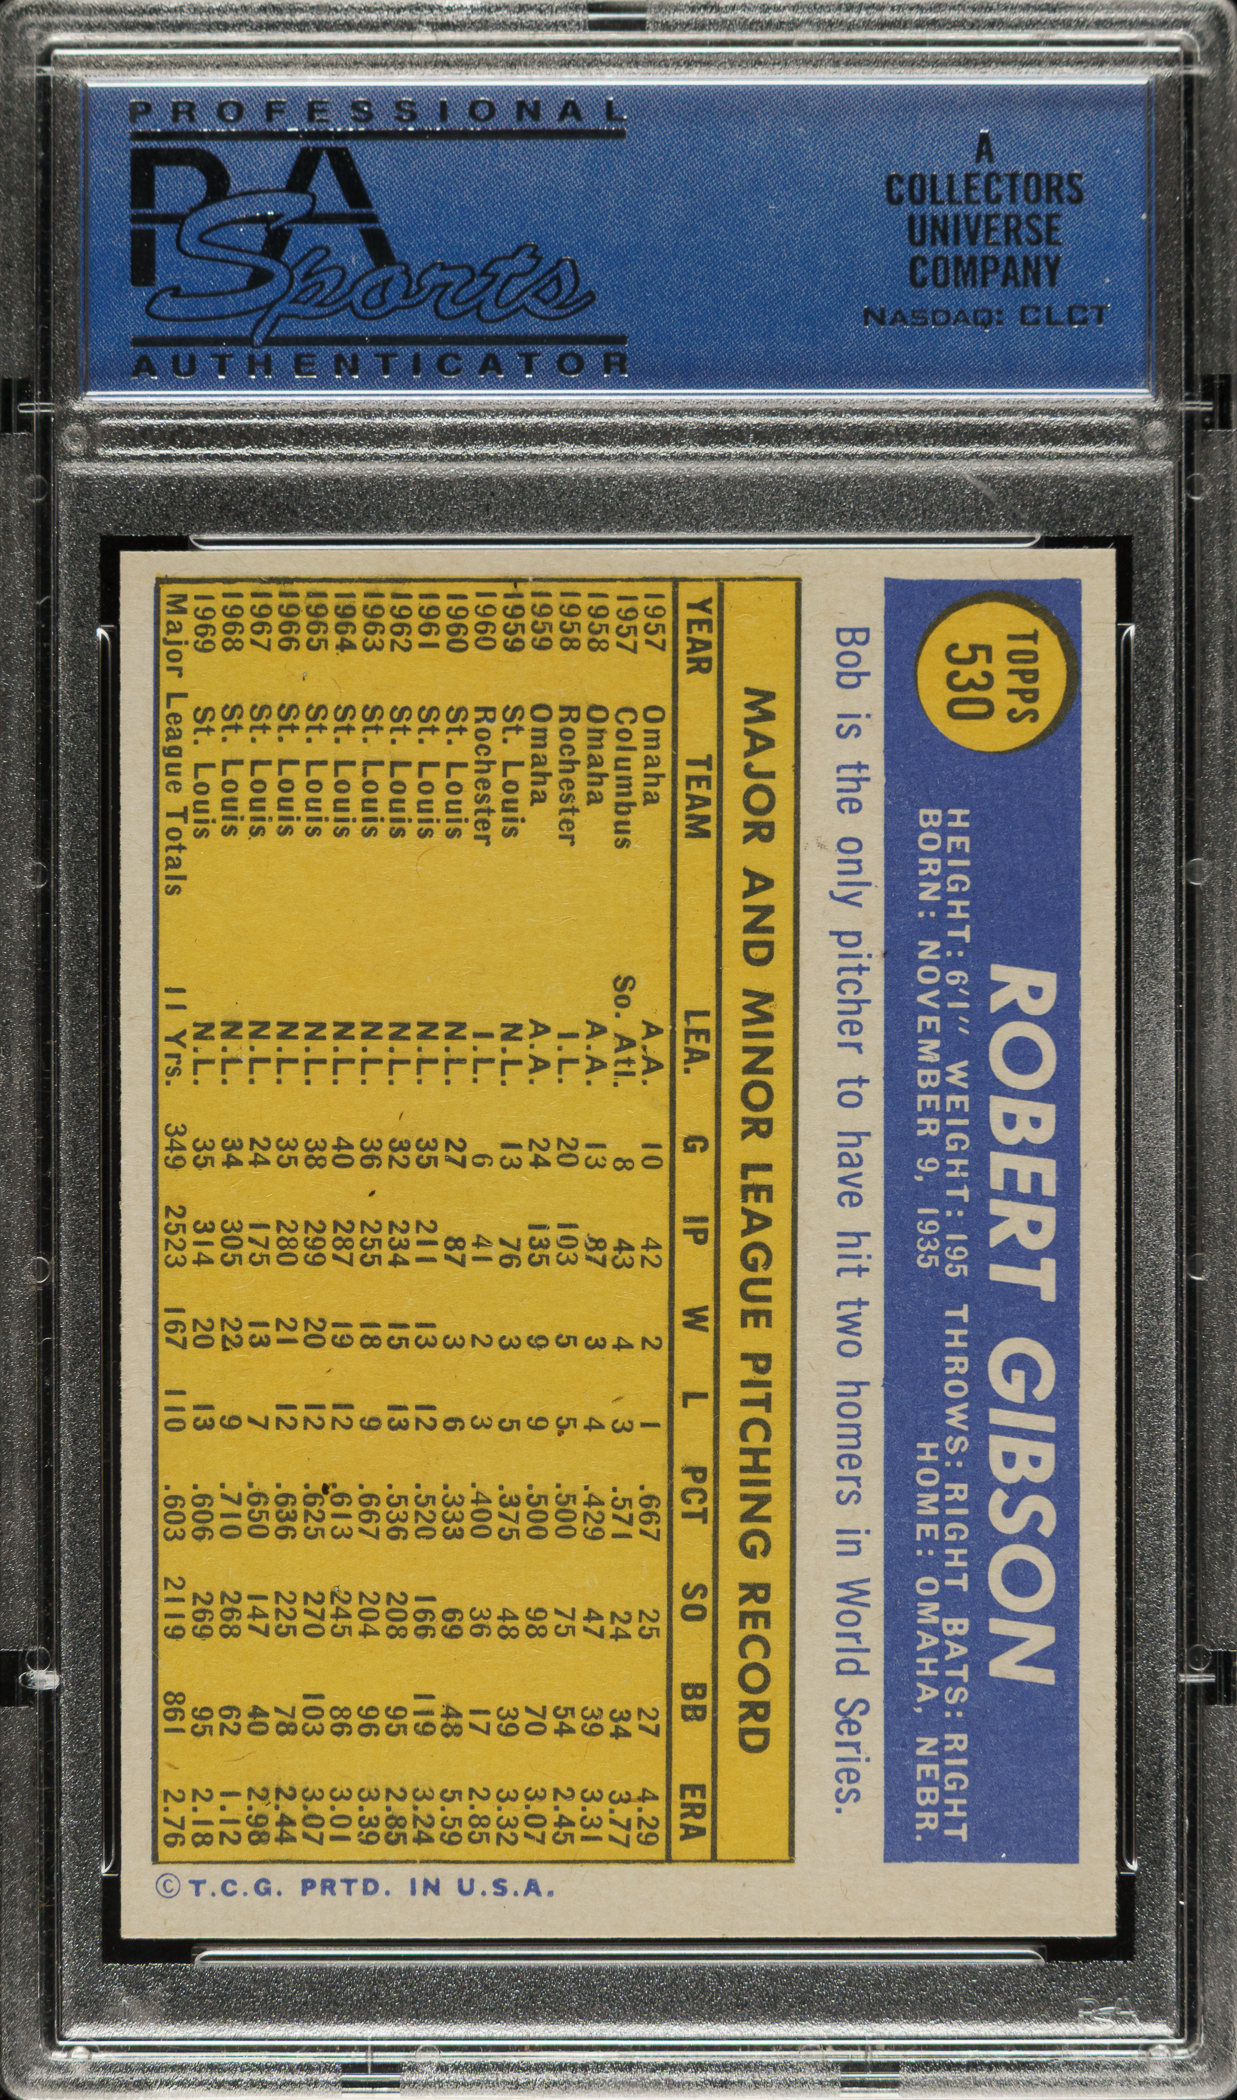 PROFESSIONAL
PSA
Sports
AUTHENTICATOR
A
COLLECTORS
UNIVERSE
COMPANY
NASDAQ: CLCT
TOPPS
530
ROBERT GIBSON
HEIGHT: 6'1" WEIGHT: 195 THROWS: RIGHT BATS: RIGHT
BORN: NOVEMBER 9, 1935 HOME: OMAHA, NEBR.
Bob is the only pitcher to have hit two homers in World Series.
MAJOR AND MINOR LEAGUE PITCHING RECORD
YEAR TEAM LEA. G IP W L PCT SO BB ERA
1957 Omaha A.A. 10 42 2 1 .667 25 27 4.29
1957 Columbus So. Atl. 8 43 4 3 .571 24 34 3.77
1958 Omaha A.A. 13 87 3 4 .429 47 39 3.31
1958 Rochester I.L. 20 103 5 5 .500 75 54 2.45
1959 Omaha A.A. 24 135 9 9 .500 98 70 3.07
1959 St. Louis N.L. 13 76 3 5 .375 48 39 3.32
1960 Rochester I.L. 6 41 2 3 .400 36 17 2.85
1960 St. Louis N.L. 27 87 3 6 .333 69 48 5.59
1961 St. Louis N.L. 35 211 13 12 .520 166 119 3.24
1962 St. Louis N.L. 32 234 15 13 .536 208 95 2.85
1963 St. Louis N.L. 36 255 18 9 .667 204 96 3.39
1964 St. Louis N.L. 40 287 19 12 .613 245 86 3.01
1965 St. Louis N.L. 38 299 20 12 .625 270 103 3.07
1966 St. Louis N.L. 35 280 21 12 .636 225 78 2.44
1967 St. Louis N.L. 24 175 13 7 .650 147 40 2.98
1968 St. Louis N.L. 34 305 22 9 .710 268 62 1.12
1969 St. Louis N.L. 35 314 20 13 .606 269 95 2.18
Major League Totals 11 Yrs. 349 2523 167 110 .603 2119 861 2.76
© T.C.G. PRTD. IN U.S.A.
PSA